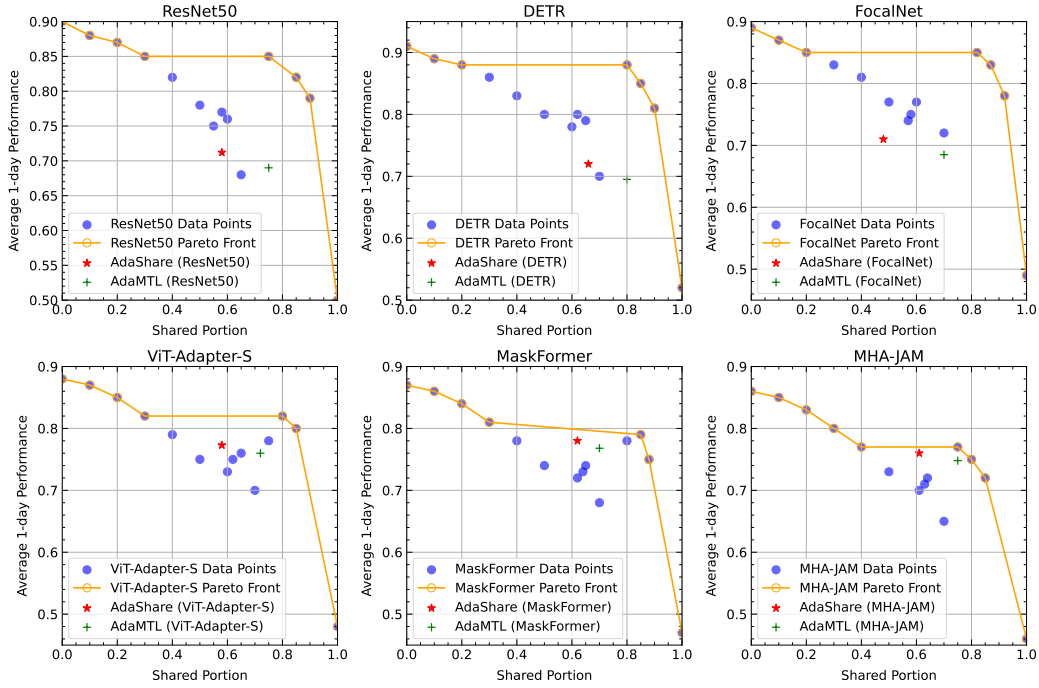 ResNet50
Average 1-day Performance
0.90
0.85
0.80
0.75
0.70
0.65
0.60
0.55
0.50
ResNet50 Data Points
ResNet50 Pareto Front
AdaShare (ResNet50)
AdaMTL (ResNet50)
0.0 0.2 0.4 0.6 0.8 1.0
Shared Portion
DETR
Average 1-day Performance
0.9
0.8
0.7
0.6
0.5
DETR Data Points
DETR Pareto Front
AdaShare (DETR)
AdaMTL (DETR)
0.0 0.2 0.4 0.6 0.8 1.0
Shared Portion
FocalNet
Average 1-day Performance
0.9
0.8
0.7
0.6
0.5
FocalNet Data Points
FocalNet Pareto Front
AdaShare (FocalNet)
AdaMTL (FocalNet)
0.0 0.2 0.4 0.6 0.8 1.0
Shared Portion
ViT-Adapter-S
Average 1-day Performance
0.9
0.8
0.7
0.6
0.5
ViT-Adapter-S Data Points
ViT-Adapter-S Pareto Front
AdaShare (ViT-Adapter-S)
AdaMTL (ViT-Adapter-S)
0.0 0.2 0.4 0.6 0.8 1.0
Shared Portion
MaskFormer
Average 1-day Performance
0.9
0.8
0.7
0.6
0.5
MaskFormer Data Points
MaskFormer Pareto Front
AdaShare (MaskFormer)
AdaMTL (MaskFormer)
0.0 0.2 0.4 0.6 0.8 1.0
Shared Portion
MHA-JAM
Average 1-day Performance
0.9
0.8
0.7
0.6
0.5
MHA-JAM Data Points
MHA-JAM Pareto Front
AdaShare (MHA-JAM)
AdaMTL (MHA-JAM)
0.0 0.2 0.4 0.6 0.8 1.0
Shared Portion